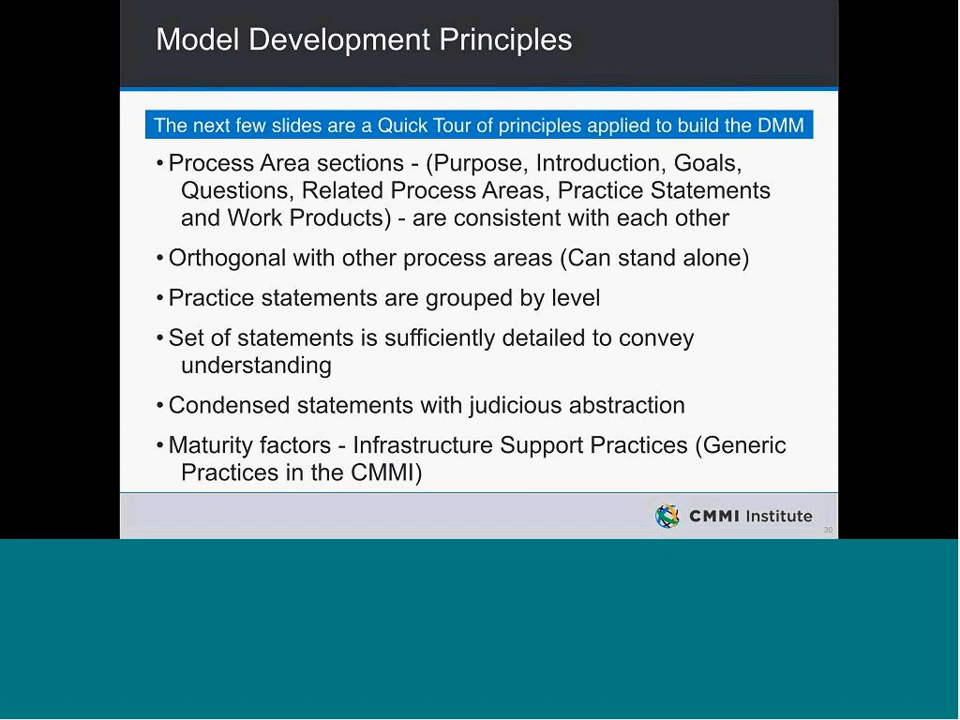 Model Development Principles
The next few slides are a Quick Tour of principles applied to build the DMM
• Process Area sections - (Purpose, Introduction, Goals,
Questions, Related Process Areas, Practice Statements
and Work Products) - are consistent with each other
• Orthogonal with other process areas (Can stand alone)
• Practice statements are grouped by level
• Set of statements is sufficiently detailed to convey
understanding
• Condensed statements with judicious abstraction
• Maturity factors - Infrastructure Support Practices (Generic
Practices in the CMMI)
CMMI Institute
30